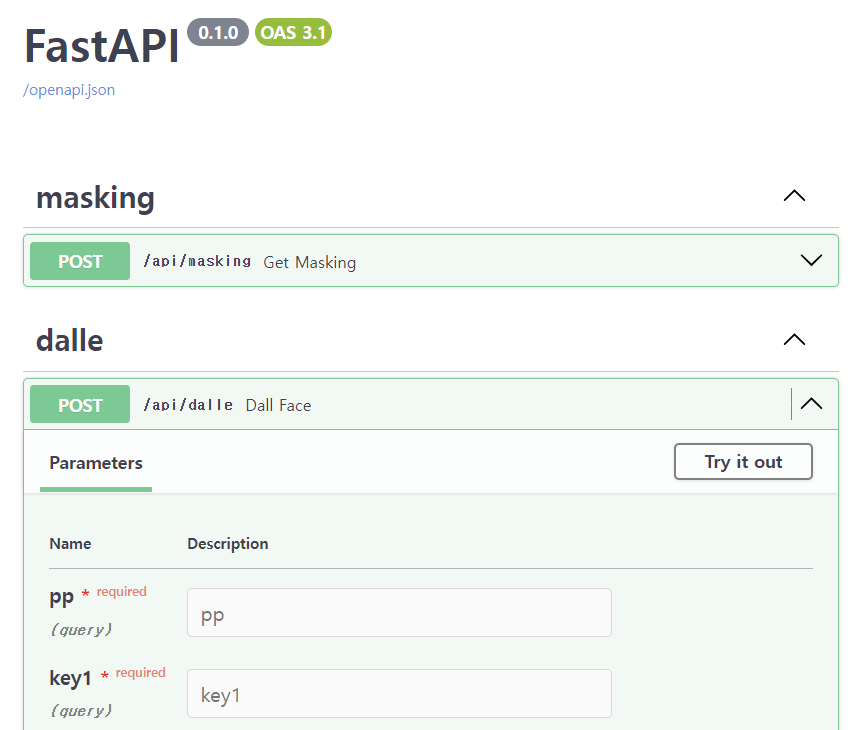 FastAPI 0.1.0 OAS 3.1
/openapi.json
masking
POST /api/masking Get Masking
dalle
POST /api/dalle Dall Face
Parameters Try it out
Name Description
pp * required
(query)
pp
key1 * required
(query)
key1